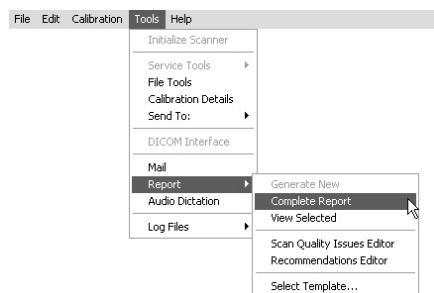 File Edit Calibration Tools Help
Initialize Scanner
Service Tools
File Tools
Calibration Details
Send To:
DICOM Interface
Mail
Report
Audio Dictation
Log Files
Generate New
Complete Report
View Selected
Scan Quality Issues Editor
Recommendations Editor
Select Template...